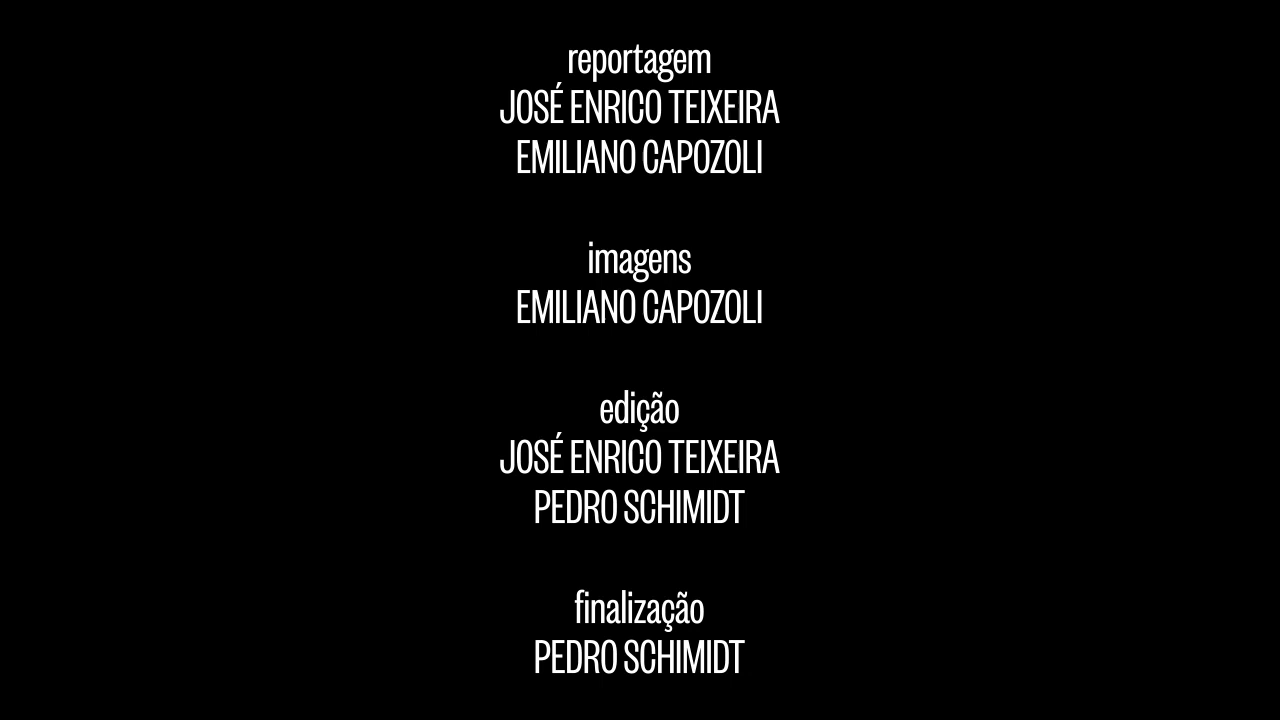 reportagem
JOSÉ ENRICO TEIXEIRA
EMILIANO CAPOZOLI
imagens
EMILIANO CAPOZOLI
edição
JOSÉ ENRICO TEIXEIRA
PEDRO SCHIMIDT
finalização
PEDRO SCHIMIDT